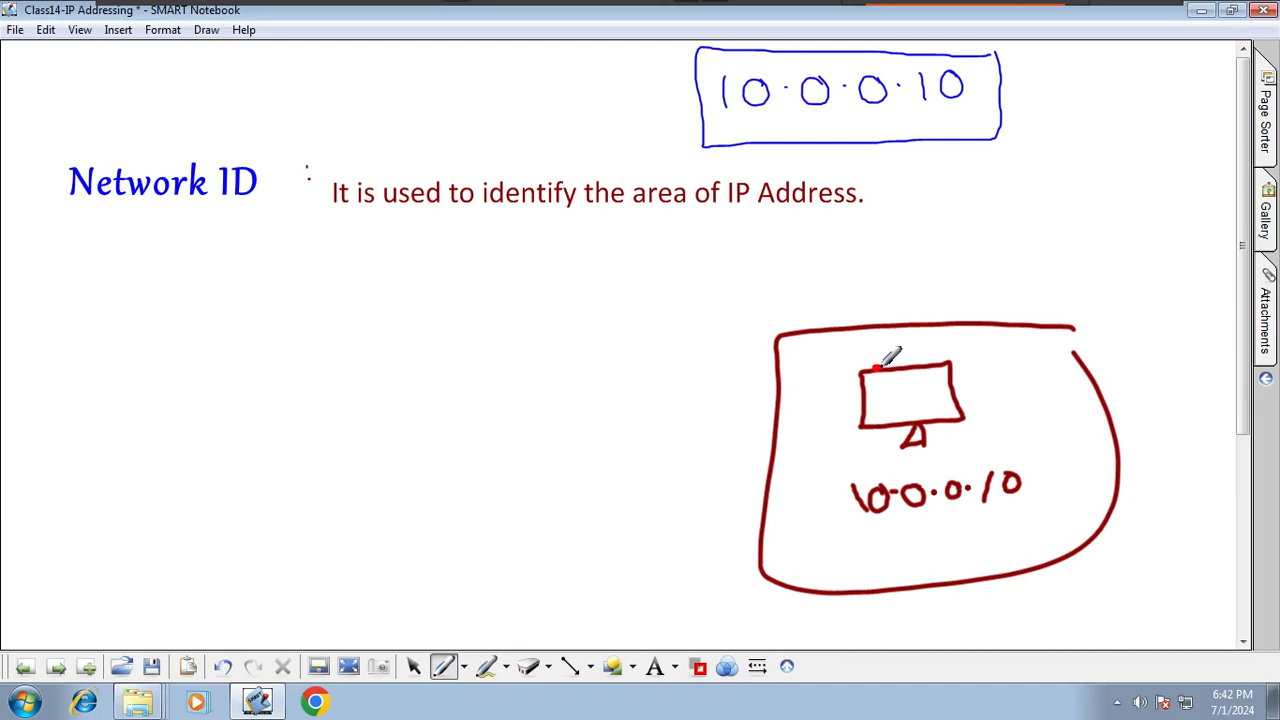 Class14-IP Addressing * - SMART Notebook
File Edit View Insert Format Draw Help
10.0.0.10
Network ID : It is used to identify the area of IP Address.
10.0.0.10
Page Sorter
Gallery
Attachments
A
6:42 PM
7/1/2024